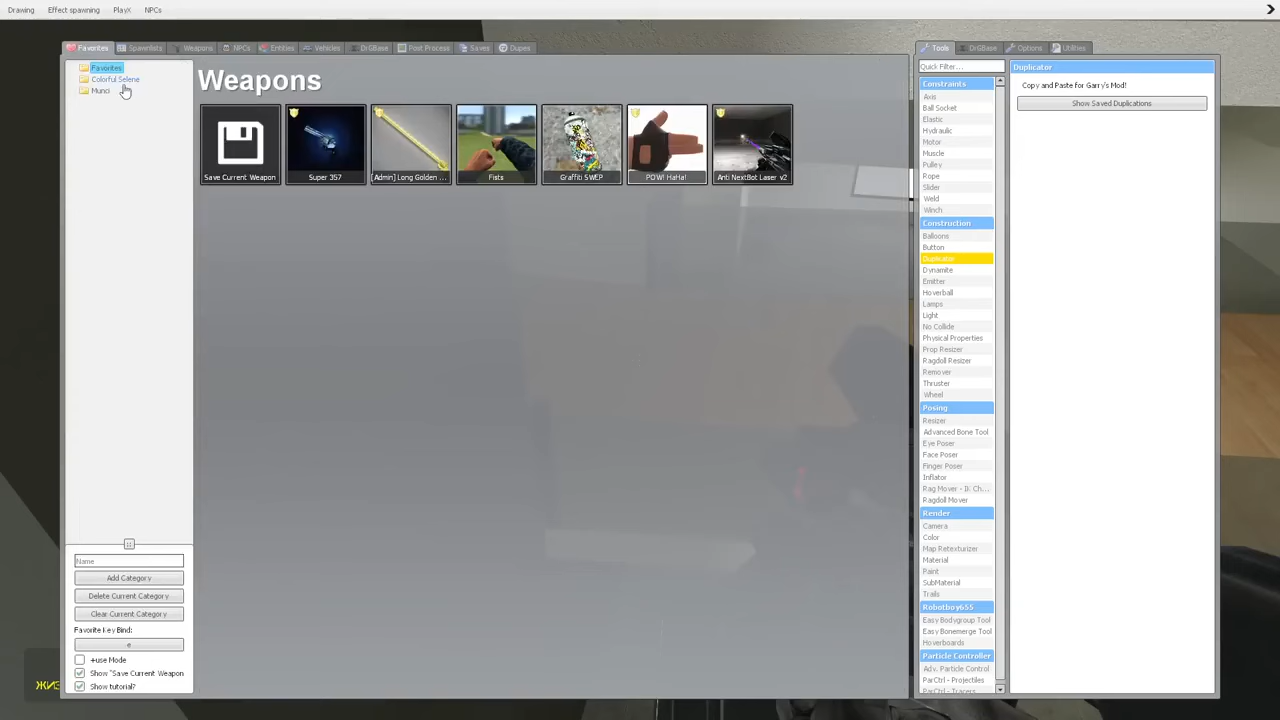 Drawing Effect spawning PlayX NPCs
Favorites Spawnlists Weapons NPCs Entities Vehicles DrGBase Post Process Saves Dupes
Favorites
Colorful Selene
Munci
Weapons
Save Current Weapon
Super 357
[Admin] Long Golden ...
Fists
Graffiti SWEP
POW! HaHa!
Anti NextBot Laser v2
Name
Add Category
Delete Current Category
Clear Current Category
Favorite Key Bind:
e
+use Mode
Show "Save Current Weapon
Show tutorial?
ЖИЗ
Tools DrGBase Options Utilities
Quick Filter...
Constraints
Axis
Ball Socket
Elastic
Hydraulic
Motor
Muscle
Pulley
Rope
Slider
Weld
Winch
Construction
Balloons
Button
Duplicator
Dynamite
Emitter
Hoverball
Lamps
Light
No Collide
Physical Properties
Prop Resizer
Ragdoll Resizer
Remover
Thruster
Wheel
Posing
Resizer
Advanced Bone Tool
Eye Poser
Face Poser
Finger Poser
Inflator
Rag Mover - IK Ch...
Ragdoll Mover
Render
Camera
Color
Map Retexturizer
Material
Paint
SubMaterial
Trails
Robotboy655
Easy Bodygroup Tool
Easy Bonemerge Tool
Hoverboards
Particle Controller
Adv. Particle Control
ParCtrl - Projectiles
ParCtrl - Tracers
Duplicator
Copy and Paste for Garry's Mod!
Show Saved Duplications